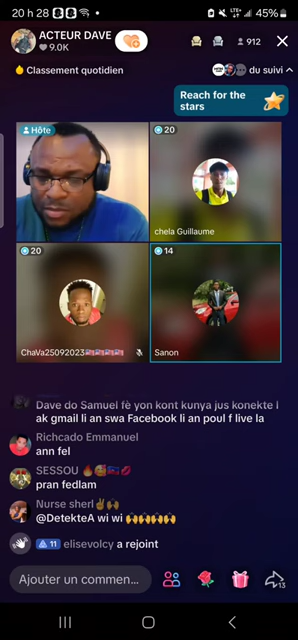 20 h 28
LTE+
45%
ACTEUR DAVE
9.0K
912
Classement quotidien
du suivi
Reach for the
stars
Hôte
20
chela Guillaume
20
14
ChaVa25092023
Sanon
Dave do Samuel fè yon kont kunya jus konekte l
ak gmail li an swa Facebook li an poul f live la
Richcado Emmanuel
ann fel
SESSOU 🔥🥰🇭🇹💋
pran fedlam
Nurse sherl✌🙌
@DetekteA wi wi 🙌🙌🙌🙌
11 elisevolcy a rejoint
Ajouter un commen...
13